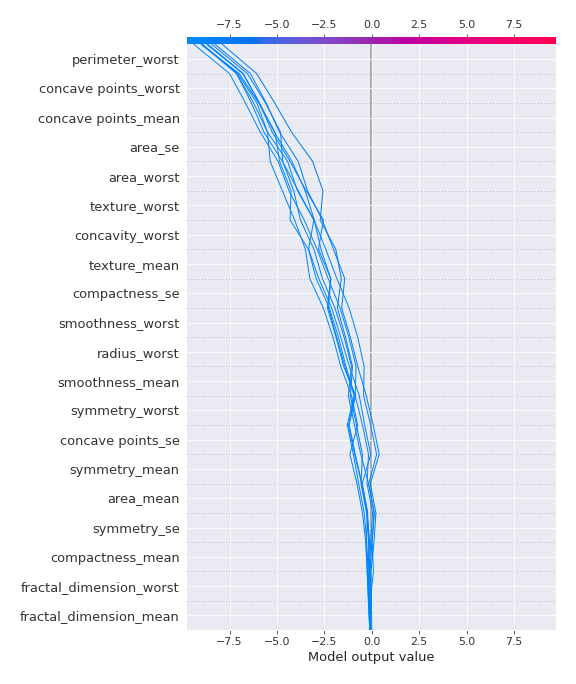 −7.5 −5.0 −2.5 0.0 2.5 5.0 7.5
perimeter_worst
concave points_worst
concave points_mean
area_se
area_worst
texture_worst
concavity_worst
texture_mean
compactness_se
smoothness_worst
radius_worst
smoothness_mean
symmetry_worst
concave points_se
symmetry_mean
area_mean
symmetry_se
compactness_mean
fractal_dimension_worst
fractal_dimension_mean
−7.5 −5.0 −2.5 0.0 2.5 5.0 7.5
Model output value